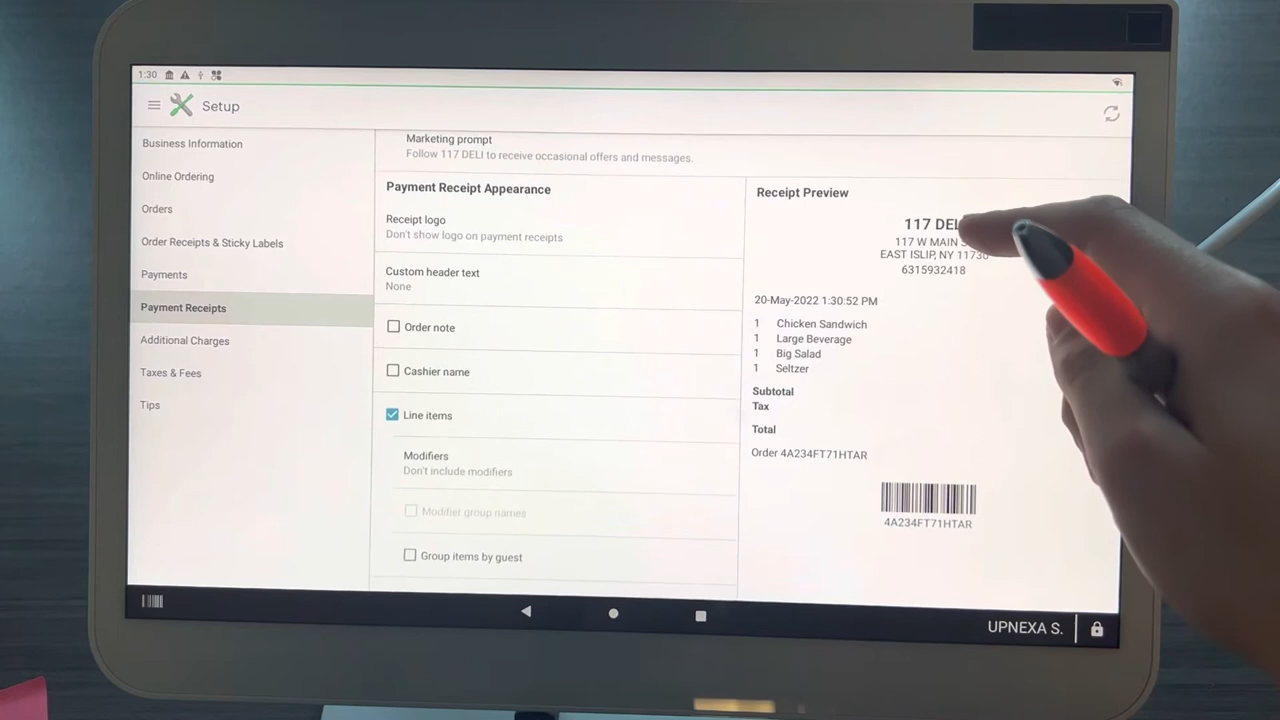 1:30
Setup
Business Information
Online Ordering
Orders
Order Receipts & Sticky Labels
Payments
Payment Receipts
Additional Charges
Taxes & Fees
Tips
Marketing prompt
Follow 117 DELI to receive occasional offers and messages.
Payment Receipt Appearance
Receipt logo
Don't show logo on payment receipts
Custom header text
None
Order note
Cashier name
Line items
Modifiers
Don't include modifiers
Modifier group names
Group items by guest
Receipt Preview
117
117 W MAIN
EAST ISLIP, NY
6315932418
20-May-2022 1:30:52 PM
1 Chicken Sandwich
1 Large Beverage
1 Big Salad
1 Seltzer
Subtotal
Tax
Total
Order 4A234FT71HTAR
4A234FT71HTAR
UPNEXA S.